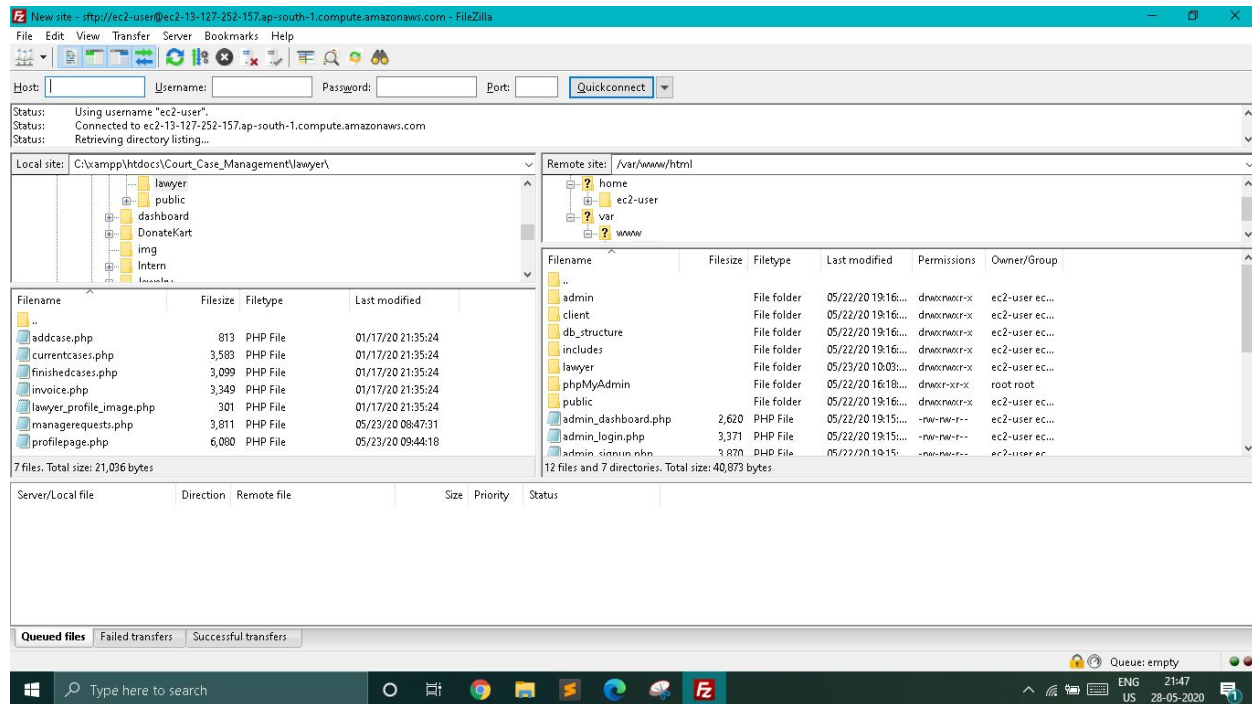 New site - sftp://ec2-user@ec2-13-127-252-157.ap-south-1.compute.amazonaws.com - FileZilla
File Edit View Transfer Server Bookmarks Help
Host: Username: Password: Port: Quickconnect
Status: Using username "ec2-user".
Status: Connected to ec2-13-127-252-157.ap-south-1.compute.amazonaws.com
Status: Retrieving directory listing...
Local site: C:\xampp\htdocs\Court_Case_Management\lawyer\
lawyer
public
dashboard
DonateKart
img
Intern
Filename Filesize Filetype Last modified
..
addcase.php 813 PHP File 01/17/20 21:35:24
currentcases.php 3,583 PHP File 01/17/20 21:35:24
finishedcases.php 3,099 PHP File 01/17/20 21:35:24
invoice.php 3,349 PHP File 01/17/20 21:35:24
lawyer_profile_image.php 301 PHP File 01/17/20 21:35:24
managerequests.php 3,811 PHP File 05/23/20 08:47:31
profilepage.php 6,080 PHP File 05/23/20 09:44:18
7 files. Total size: 21,036 bytes
Remote site: /var/www/html
? home
ec2-user
? var
? www
Filename Filesize Filetype Last modified Permissions Owner/Group
..
admin File folder 05/22/20 19:16:... drwxrwxr-x ec2-user ec...
client File folder 05/22/20 19:16:... drwxrwxr-x ec2-user ec...
db_structure File folder 05/22/20 19:16:... drwxrwxr-x ec2-user ec...
includes File folder 05/22/20 19:16:... drwxrwxr-x ec2-user ec...
lawyer File folder 05/23/20 10:03:... drwxrwxr-x ec2-user ec...
phpMyAdmin File folder 05/22/20 16:18:... drwxr-xr-x root root
public File folder 05/22/20 19:16:... drwxrwxr-x ec2-user ec...
admin_dashboard.php 2,620 PHP File 05/22/20 19:15:... -rw-rw-r-- ec2-user ec...
admin_login.php 3,371 PHP File 05/22/20 19:15:... -rw-rw-r-- ec2-user ec...
admin_signup.php 3,870 PHP File 05/22/20 19:15: -rw-rw-r-- ec2-user ec
12 files and 7 directories. Total size: 40,873 bytes
Server/Local file Direction Remote file Size Priority Status
Queued files Failed transfers Successful transfers
Queue: empty
Type here to search
ENG
US
21:47
28-05-2020
1